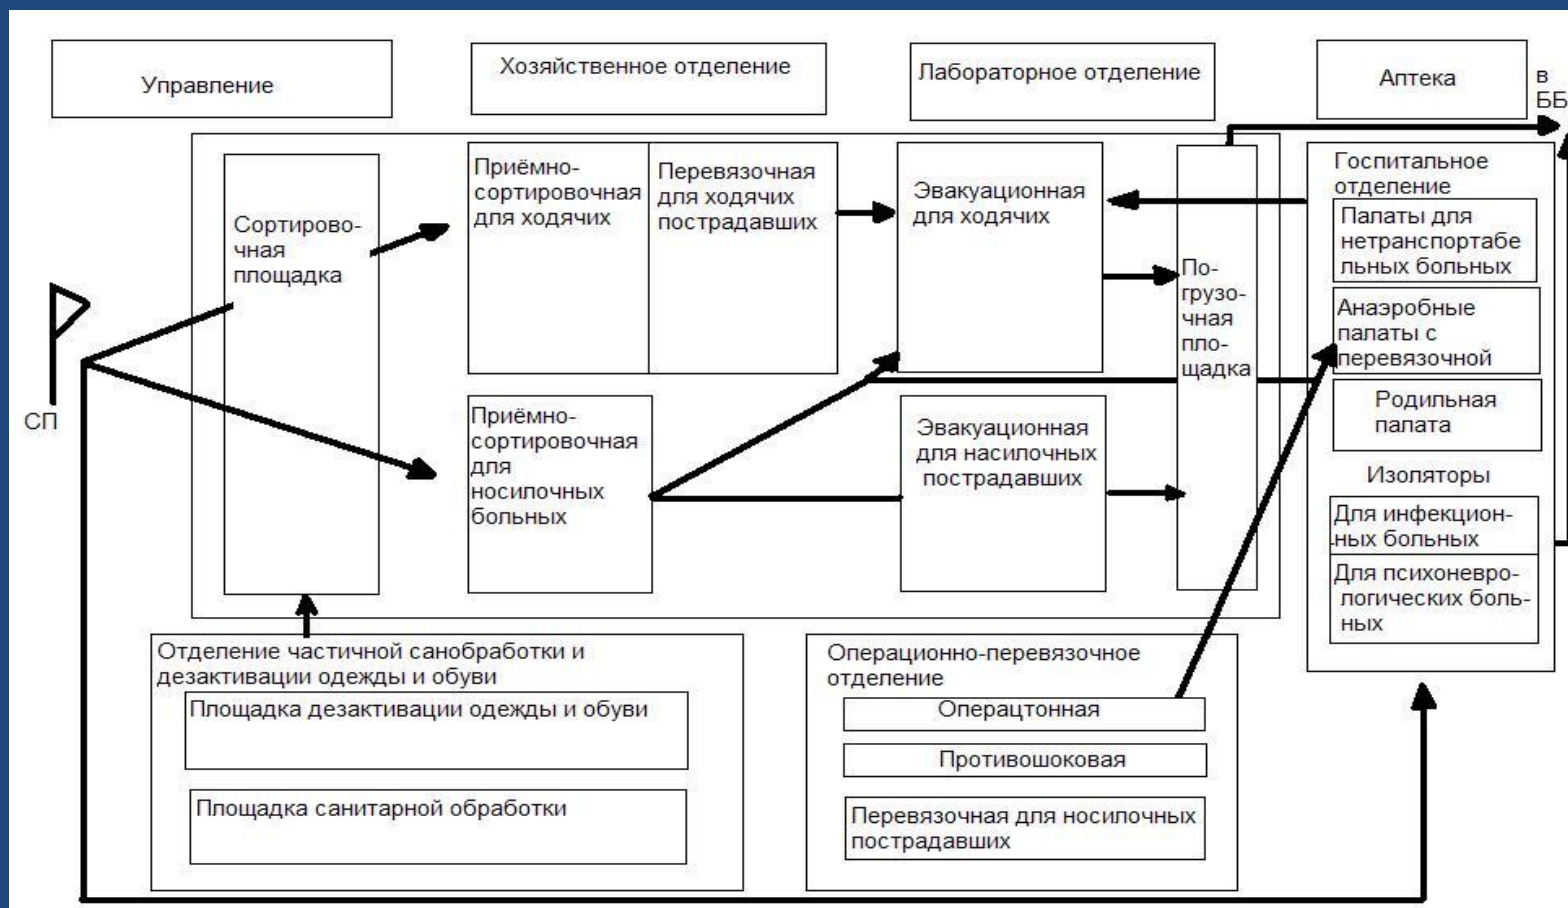 Управление
Хозяйственное отделение
Лабораторное отделение
Аптека
в
ББ
Сортирово-
чная
площадка
Приёмно-
сортировочная
для ходячих
Перевязочная
для ходячих
пострадавших
Эвакуационная
для ходячих
По-
грузо-
чная
пло-
щадка
Госпитальное
отделение
Палаты для
нетранспортабе
льных больных
Анаэробные
палаты с
перевязочной
Родильная
палата
Изоляторы
Для инфекцион-
ных больных
Для психоневро-
логических боль-
ных
СП
Приёмно-
сортировочная
для
носилочных
больных
Эвакуационная
для насилочных
пострадавших
Отделение частичной санобработки и
дезактивации одежды и обуви
Площадка дезактивации одежды и обуви
Площадка санитарной обработки
Операционно-перевязочное
отделение
Операцтонная
Противошоковая
Перевязочная для носилочных
пострадавших